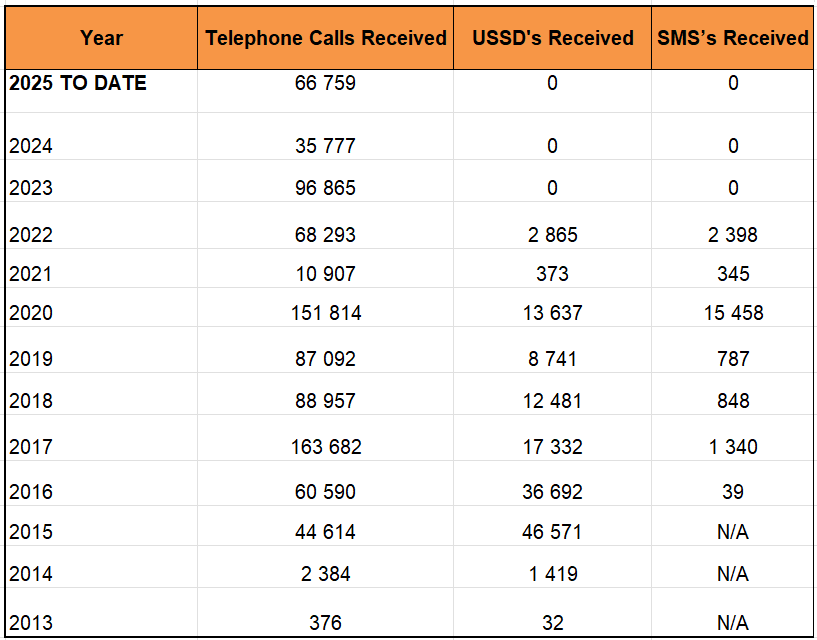 Year Telephone Calls Received USSD's Received SMS’s Received
2025 TO DATE 66 759 0 0
2024 35 777 0 0
2023 96 865 0 0
2022 68 293 2 865 2 398
2021 10 907 373 345
2020 151 814 13 637 15 458
2019 87 092 8 741 787
2018 88 957 12 481 848
2017 163 682 17 332 1 340
2016 60 590 36 692 39
2015 44 614 46 571 N/A
2014 2 384 1 419 N/A
2013 376 32 N/A